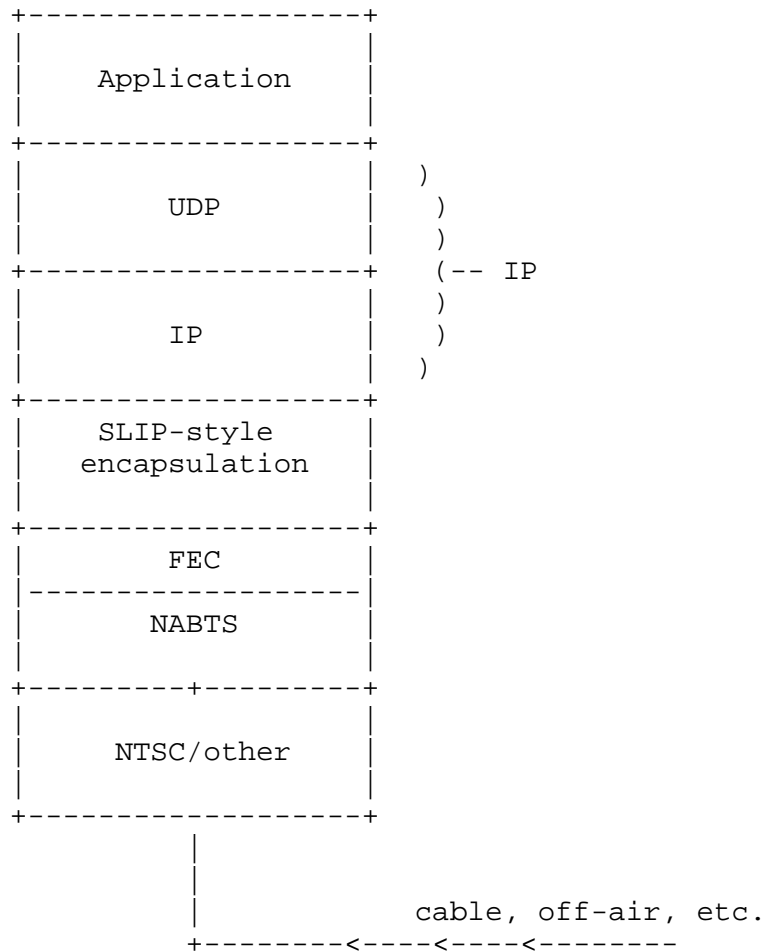 Application
UDP
(-- IP
IP
SLIP-style
encapsulation
FEC
NABTS
NTSC/other
cable, off-air, etc.